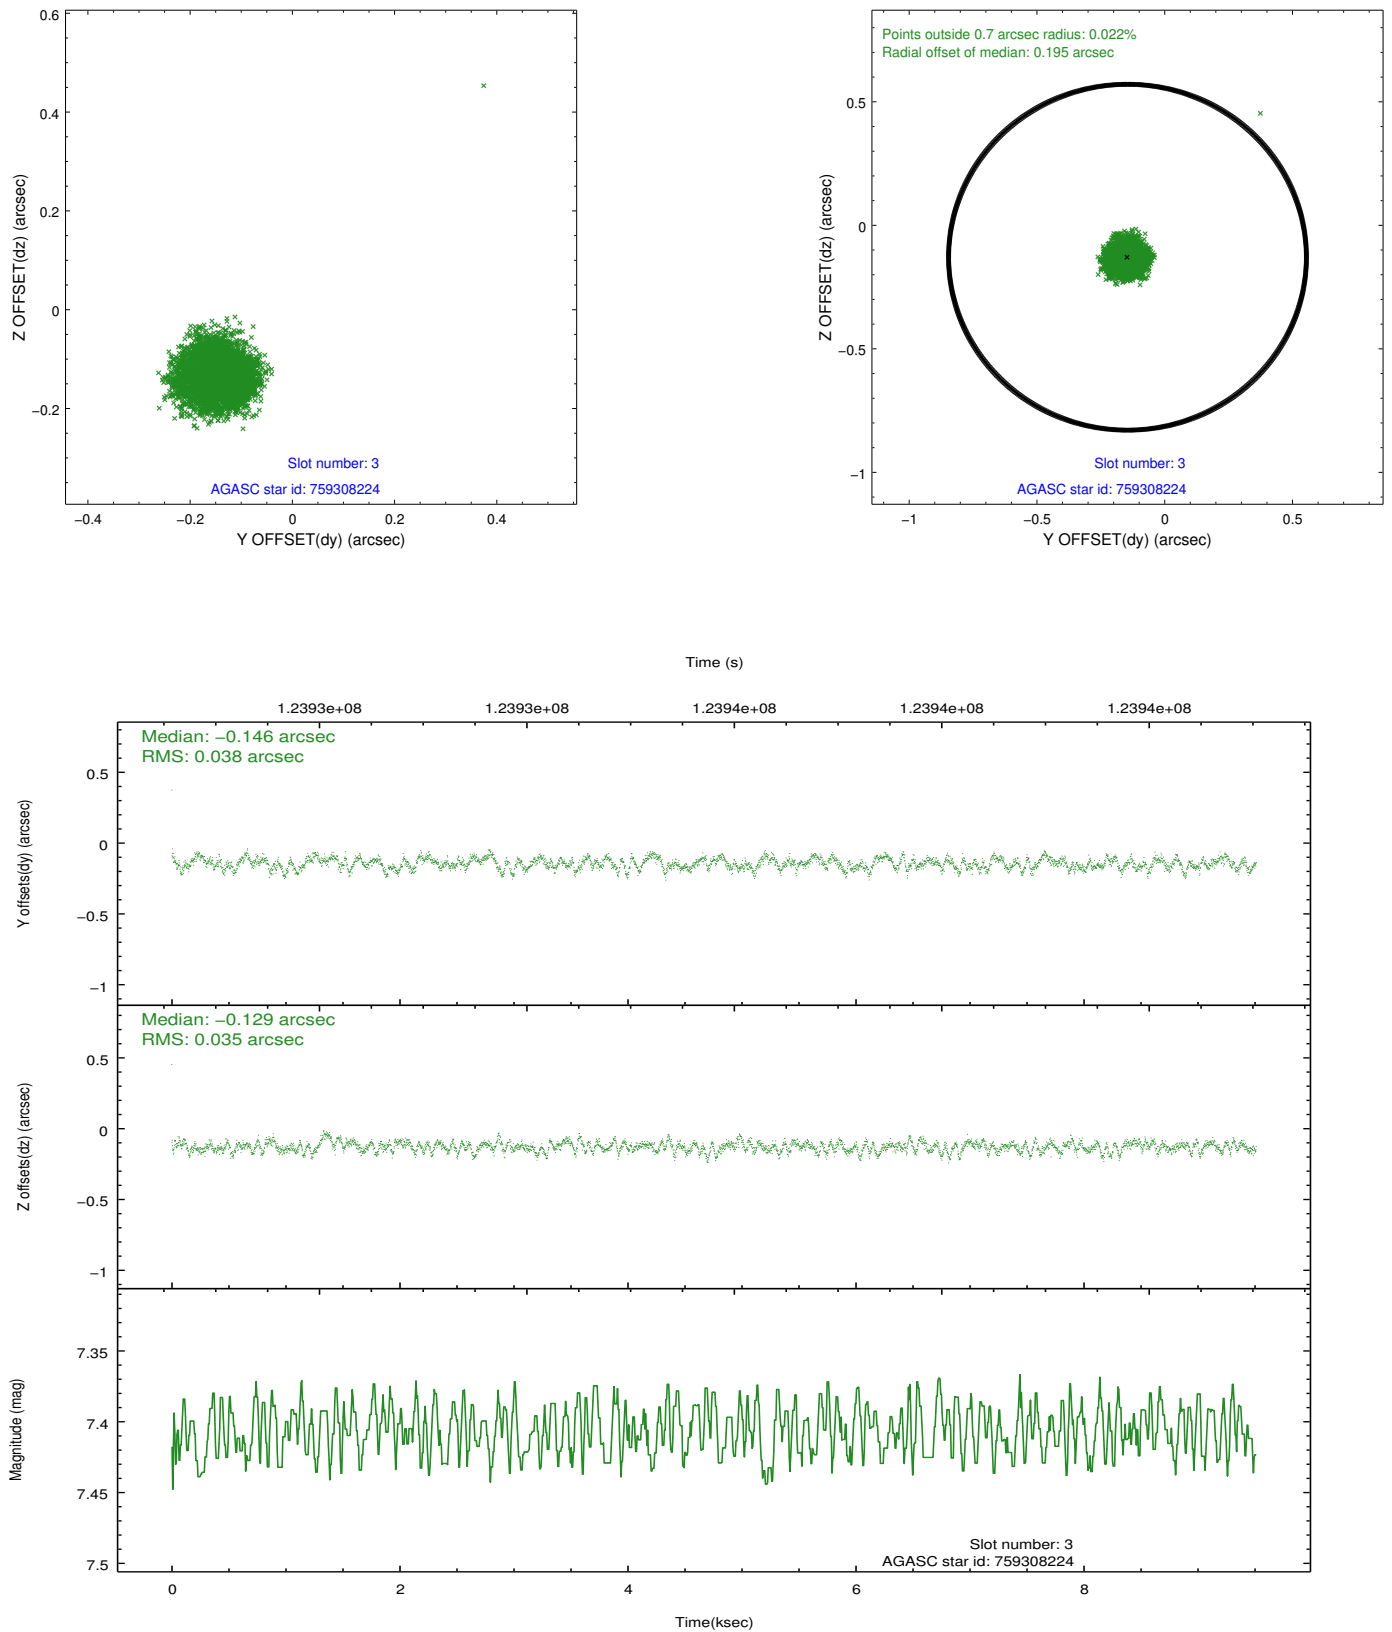 0.6
0.4
0.2
0
−0.2
Z OFFSET(dz) (arcsec)
Slot number: 3
AGASC star id: 759308224
−0.4
−0.2
0
0.2
0.4
Y OFFSET(dy) (arcsec)
Points outside 0.7 arcsec radius: 0.022%
Radial offset of median: 0.195 arcsec
0.5
0
−0.5
−1
Z OFFSET(dz) (arcsec)
Slot number: 3
AGASC star id: 759308224
−1
−0.5
0
0.5
Y OFFSET(dy) (arcsec)
Time (s)
1.2393e+08
1.2393e+08
1.2394e+08
1.2394e+08
1.2394e+08
Median: −0.146 arcsec
RMS: 0.038 arcsec
0.5
0
−0.5
−1
Y offsets(dy) (arcsec)
Median: −0.129 arcsec
RMS: 0.035 arcsec
0.5
0
−0.5
−1
Z offsets(dz) (arcsec)
7.35
7.4
7.45
7.5
Magnitude (mag)
Slot number: 3
AGASC star id: 759308224
0
2
4
6
8
Time(ksec)